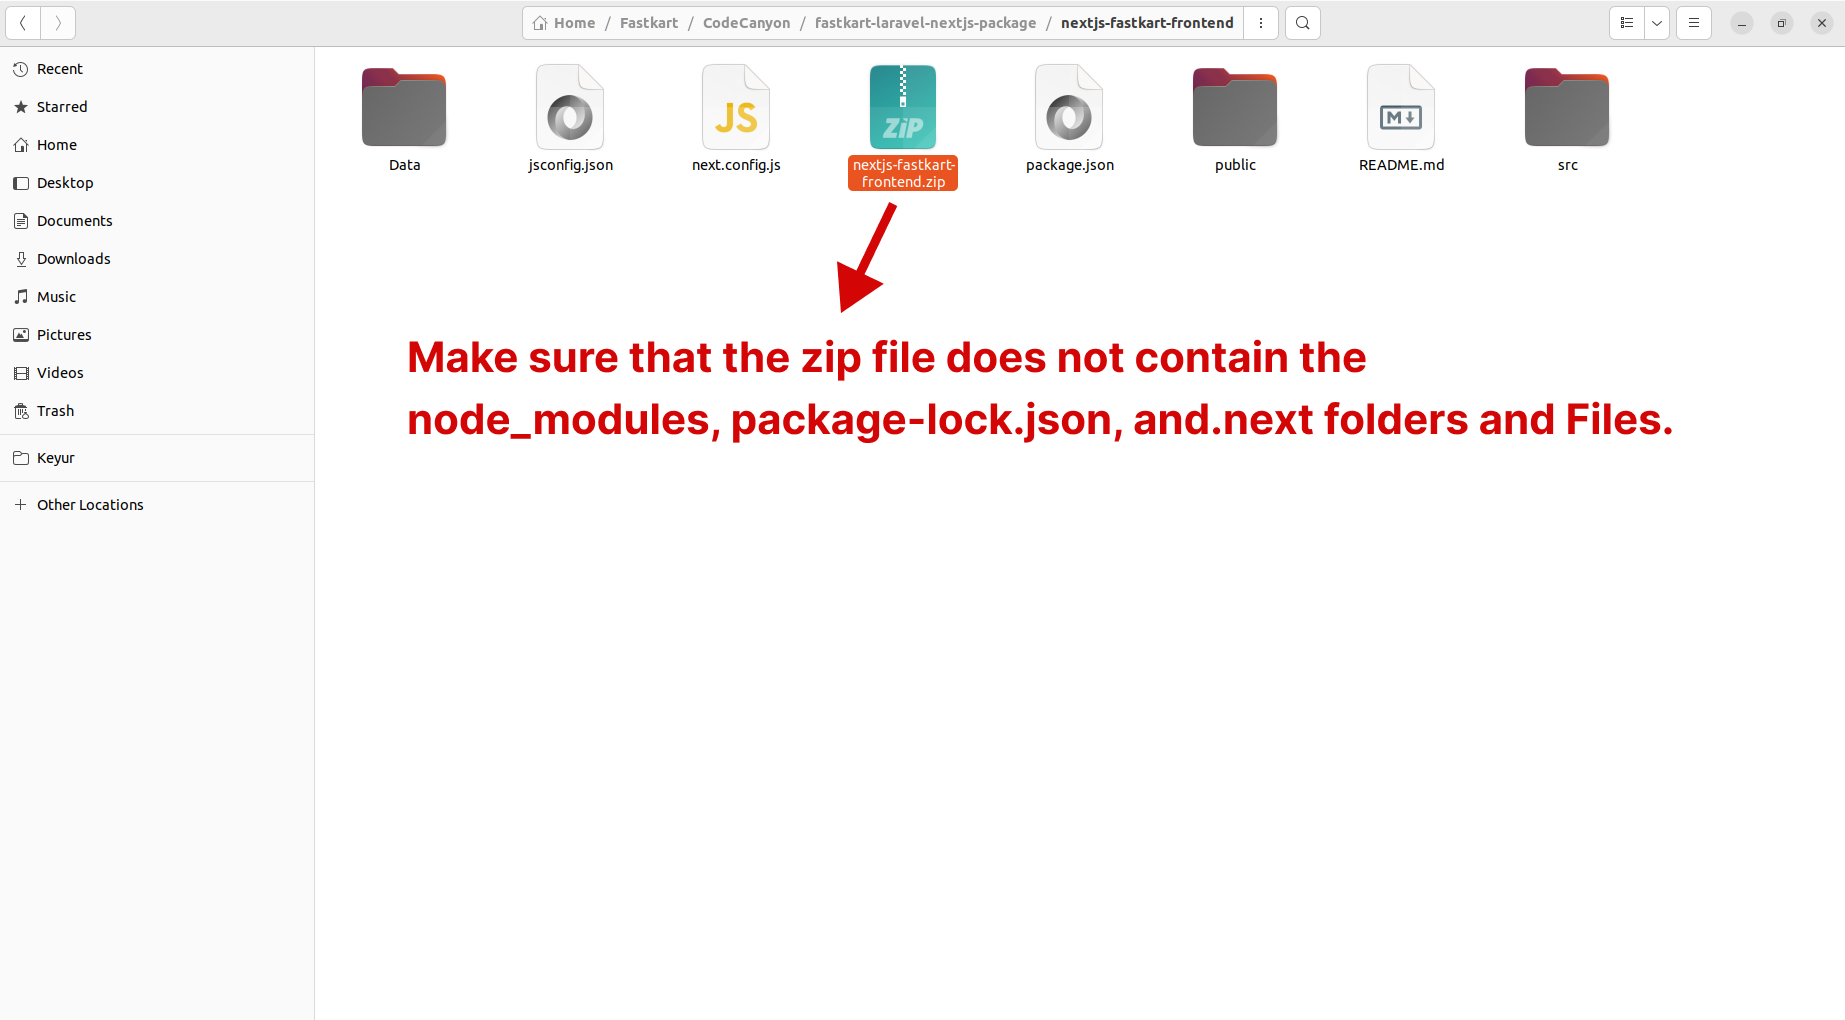 Home / Fastkart / CodeCanyon / fastkart-laravel-nextjs-package / nextjs-fastkart-frontend
Recent
Starred
Home
Desktop
Documents
Downloads
Music
Pictures
Videos
Trash
Keyur
Other Locations
JS
ZiP
M
Data
jsconfig.json
next.config.js
nextjs-fastkart-
frontend.zip
package.json
public
README.md
src
Make sure that the zip file does not contain the
node_modules, package-lock.json, and.next folders and Files.